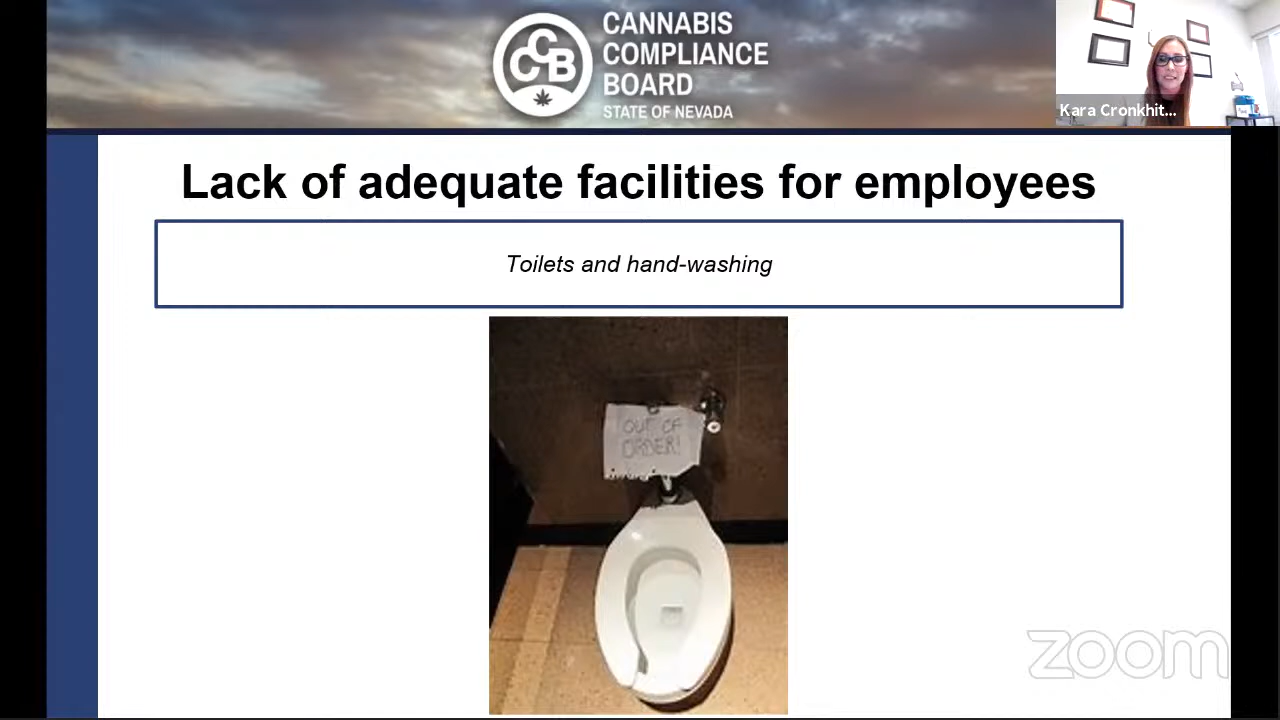 CCB
CANNABIS
COMPLIANCE
BOARD
STATE OF NEVADA
Kara Cronkhit...
Lack of adequate facilities for employees
Toilets and hand-washing
OUT OF
ORDER!
zoom